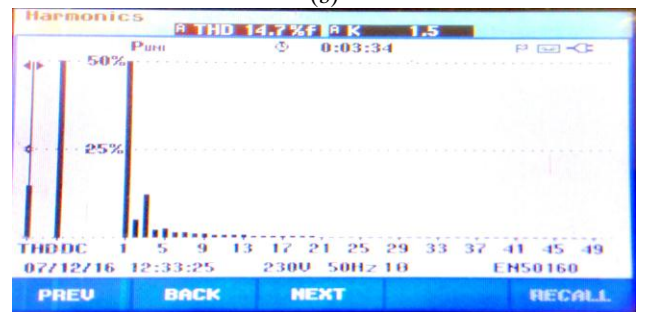 (b)
Harmonics
A THD 14.7%f A K 1.5
PUNI 0:03:34
50%
25%
THDDC 1 5 9 13 17 21 25 29 33 37 41 45 49
07/12/16 12:33:25 230V 50Hz 1Ø EN50160
PREV BACK NEXT RECALL